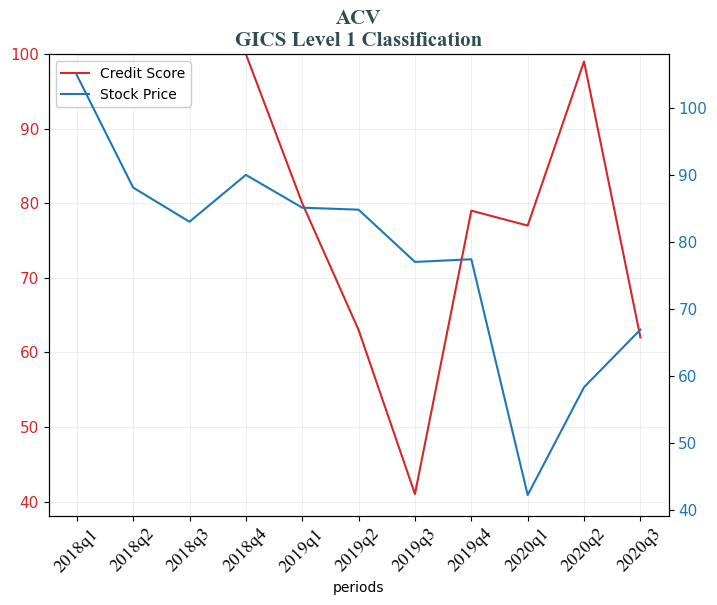 ACV
GICS Level 1 Classification
Credit Score
Stock Price
100
90
80
70
60
50
40
100
90
80
70
60
50
40
2018q1
2018q2
2018q3
2018q4
2019q1
2019q2
2019q3
2019q4
2020q1
2020q2
2020q3
periods